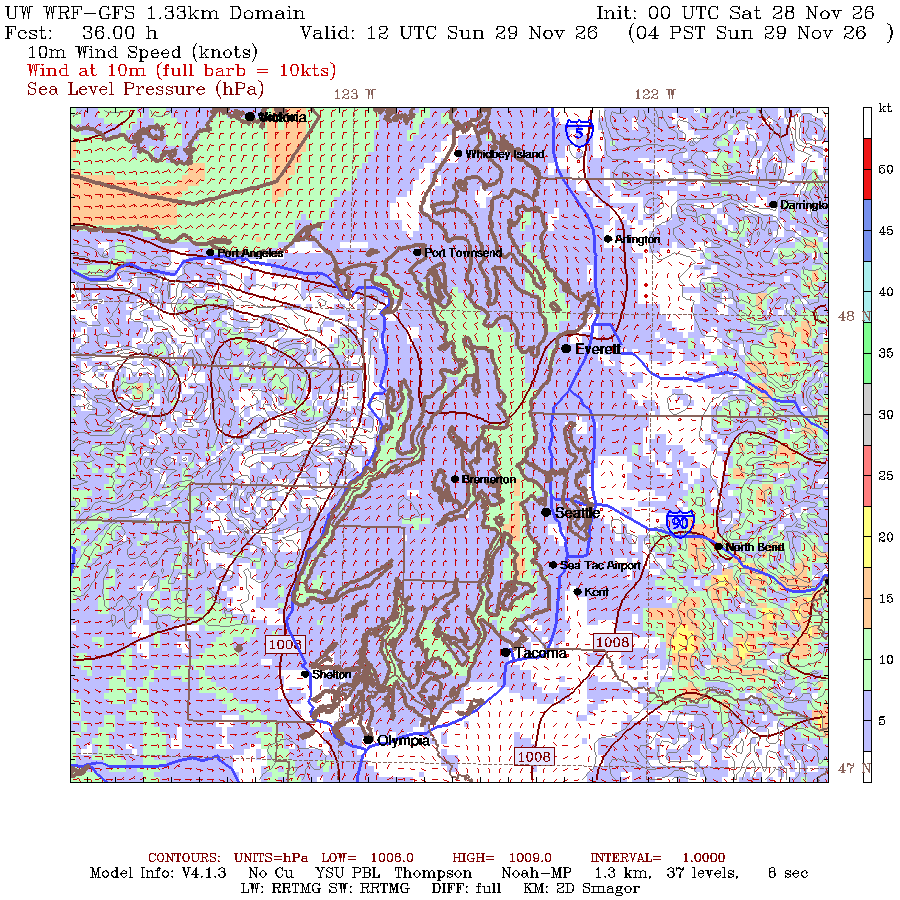 UW WRF-GFS 1.33km Domain Init: 00 UTC Sat 28 Nov 26
Fcst: 36.00 h Valid: 12 UTC Sun 29 Nov 26 (04 PST Sun 29 Nov 26 )
10m Wind Speed (knots)
Wind at 10m (full barb = 10kts)
Sea Level Pressure (hPa)
123 W 122 W
kt
Victoria
5
Whidbey Island
60
Darringto
45
Arlington
Port Angeles
Port Townsend
40
48 N
Everett
35
30
Bremerton
25
Seattle
90
20
North Bend
Sea Tac Airport
Kent
15
1008
1008
Tacoma
10
Shelton
5
Olympia
1008
47 N
CONTOURS: UNITS=hPa LOW= 1006.0 HIGH= 1009.0 INTERVAL= 1.0000
Model Info: V4.1.3 No Cu YSU PBL Thompson Noah-MP 1.3 km, 37 levels, 8 sec
LW: RRTMG SW: RRTMG DIFF: full KM: 2D Smagor